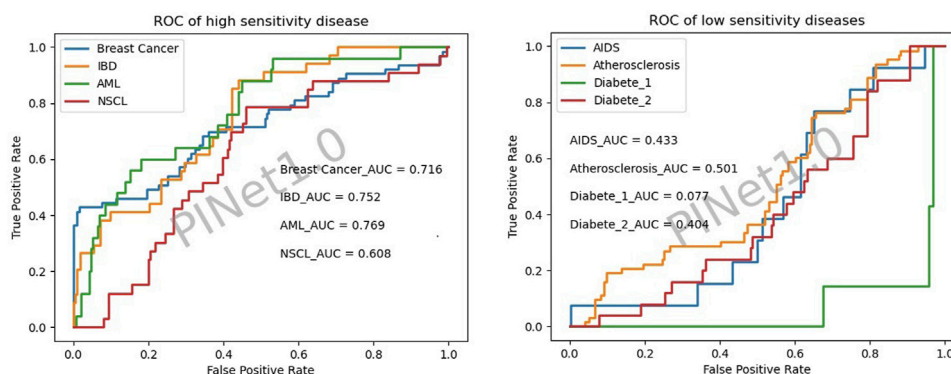 ROC of high sensitivity disease
True Positive Rate
1.0
0.8
0.6
0.4
0.2
0.0
Breast Cancer
IBD
AML
NSCL
Breast Cancer_AUC = 0.716
IBD_AUC = 0.752
AML_AUC = 0.769
NSCL_AUC = 0.608
PINet1.0
0.0 0.2 0.4 0.6 0.8 1.0
False Positive Rate
ROC of low sensitivity diseases
True Positive Rate
1.0
0.8
0.6
0.4
0.2
0.0
AIDS
Atherosclerosis
Diabete_1
Diabete_2
AIDS_AUC = 0.433
Atherosclerosis_AUC = 0.501
Diabete_1_AUC = 0.077
Diabete_2_AUC = 0.404
PINet1.0
0.0 0.2 0.4 0.6 0.8 1.0
False Positive Rate